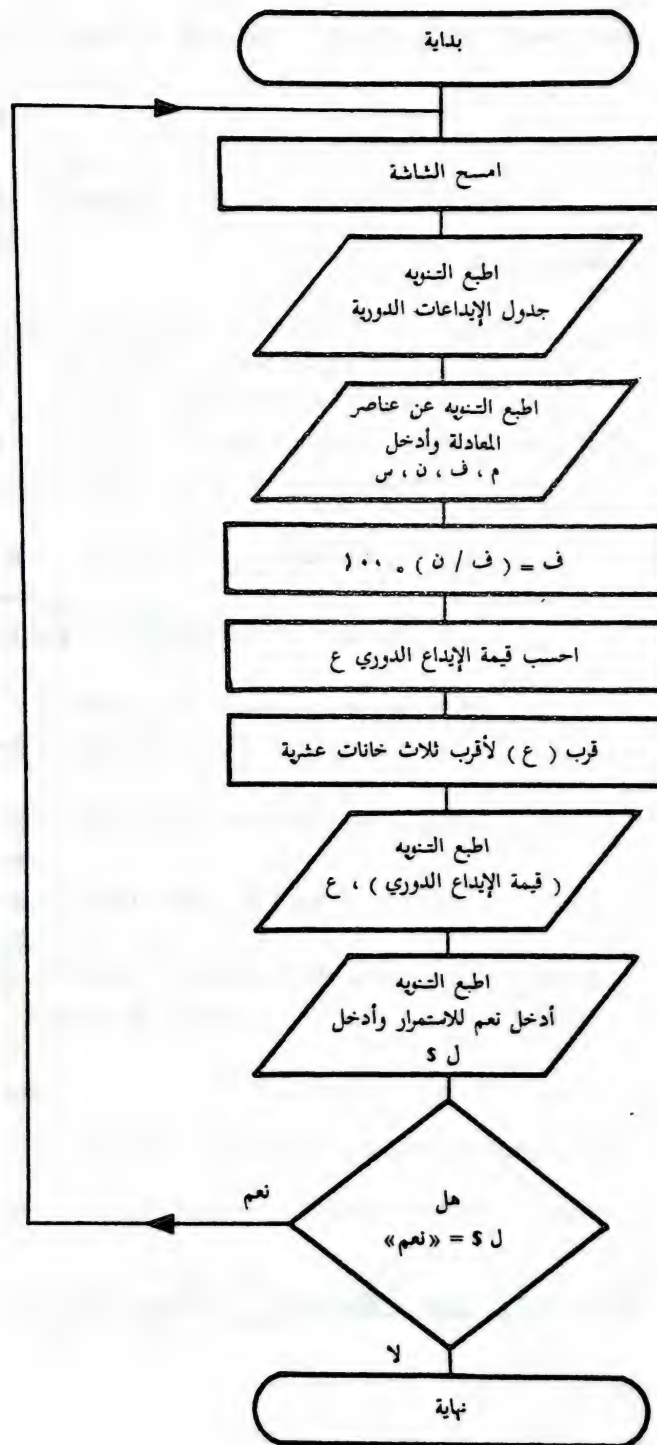 بداية
امسح الشاشة
اطبع التنويه
جدول الإيداعات الدورية
اطبع التنويه عن عناصر
المعادلة وأدخل
م ، ف ، ن ، س
ف = ( ف / ن ) ° ١٠٠
احسب قيمة الإيداع الدوري ع
قرب ( ع ) لأقرب ثلاث خانات عشرية
اطبع التنويه
( قيمة الإيداع الدوري ) ، ع
اطبع التنويه
أدخل نعم للاستمرار وأدخل
ل $
هل
ل $ = «نعم»
نعم
لا
نهاية